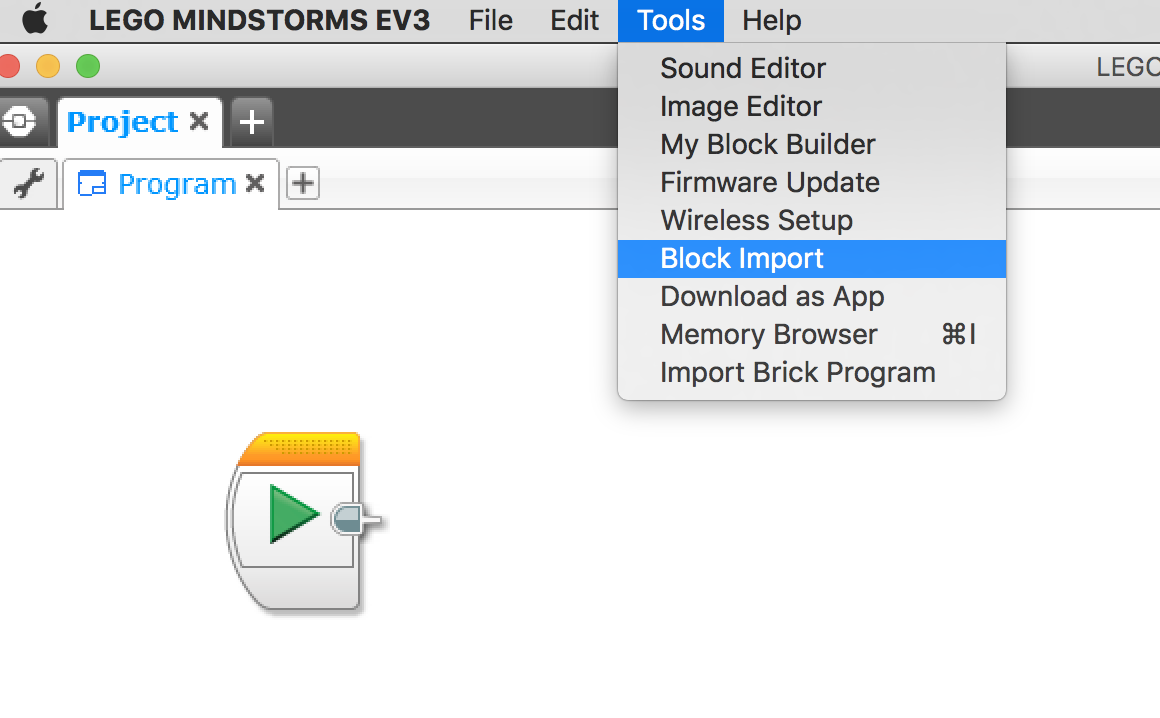 LEGO MINDSTORMS EV3 File Edit Tools Help
LEGO
Project
Program
Sound Editor
Image Editor
My Block Builder
Firmware Update
Wireless Setup
Block Import
Download as App
Memory Browser ⌘I
Import Brick Program